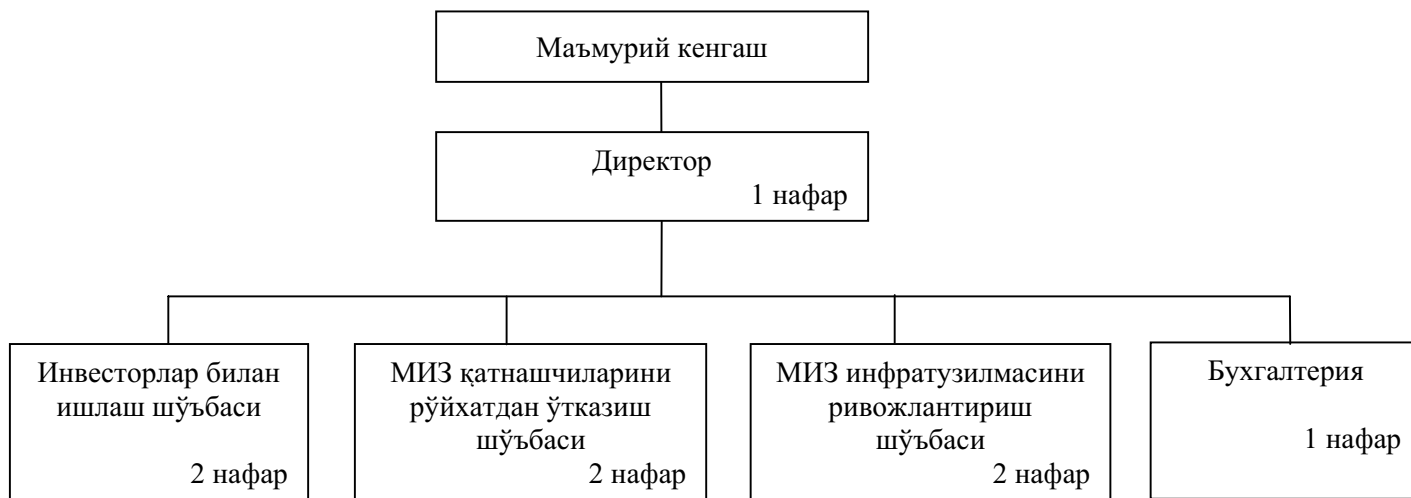 Маъмурий кенгаш
Директор
1 нафар
Инвесторлар билан
ишлаш шўъбаси
2 нафар
МИЗ қатнашчиларини
рўйхатдан ўтказиш
шўъбаси
2 нафар
МИЗ инфратузилмасини
ривожлантириш
шўъбаси
2 нафар
Бухгалтерия
1 нафар